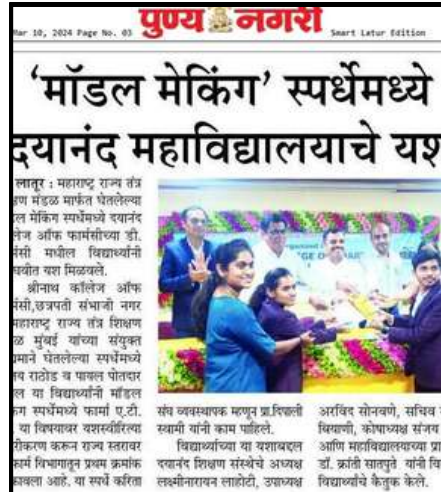 Mar 10, 2024 Page No. 03
पुण्य नगरी
Smart Latur Edition
'मॉडल मेकिंग' स्पर्धेमध्ये
दयानंद महाविद्यालयाचे यश
लातूर : महाराष्ट्र राज्य तंत्र
मंडळ मार्फत घेतलेल्या
मेकिंग स्पर्धेमध्ये दयानंद
ऑफ फार्मसीच्या डी.
मधील विद्यार्थ्यांनी
यश मिळवले.
श्रीनाथ कॉलेज ऑफ
छत्रपती संभाजी नगर
महाराष्ट्र राज्य तंत्र शिक्षण
मुंबई यांच्या संयुक्त
घेतलेल्या स्पर्धेमध्ये
राठोड व पायल पोतदार
या विद्यार्थ्यांनी मॉडल
स्पर्धेमध्ये फार्मा ए.टी.
या विषयावर यशस्वीरित्या
करून राज्य स्तरावर
विभागातून प्रथम क्रमांक
आहे. या स्पर्धे करिता
संघ व्यवस्थापक म्हणून प्रा.दिपाली
स्वामी यांनी काम पाहिले.
विद्यार्थ्यांच्या या यशाबद्दल
दयानंद शिक्षण संस्थेचे अध्यक्ष
लक्ष्मीनारायन लाहोटी, उपाध्यक्ष
अरविंद सोनवणे, सचिव
बियाणी, कोषाध्यक्ष संजय
आणि महाविद्यालयाच्या
डॉ. क्रांती सातपुते यांनी
विद्यार्थ्यांचे कैतुक केले.